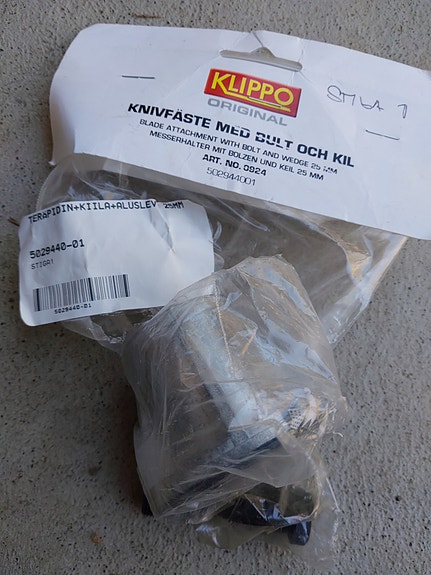 KLIPPO
ORIGINAL
KNIVFÄSTE MED BULT OCH KIL
BLADE ATTACHMENT WITH BOLT AND WEDGE 25 MM
MESSERHALTER MIT BOLZEN UND KEIL 25 MM
ART. NO. 0924
502944001
STIGA 1
TERAPIDIN+KIILA+ALUSLEV 25MM
5029440-01
STIGA1
5029440-01